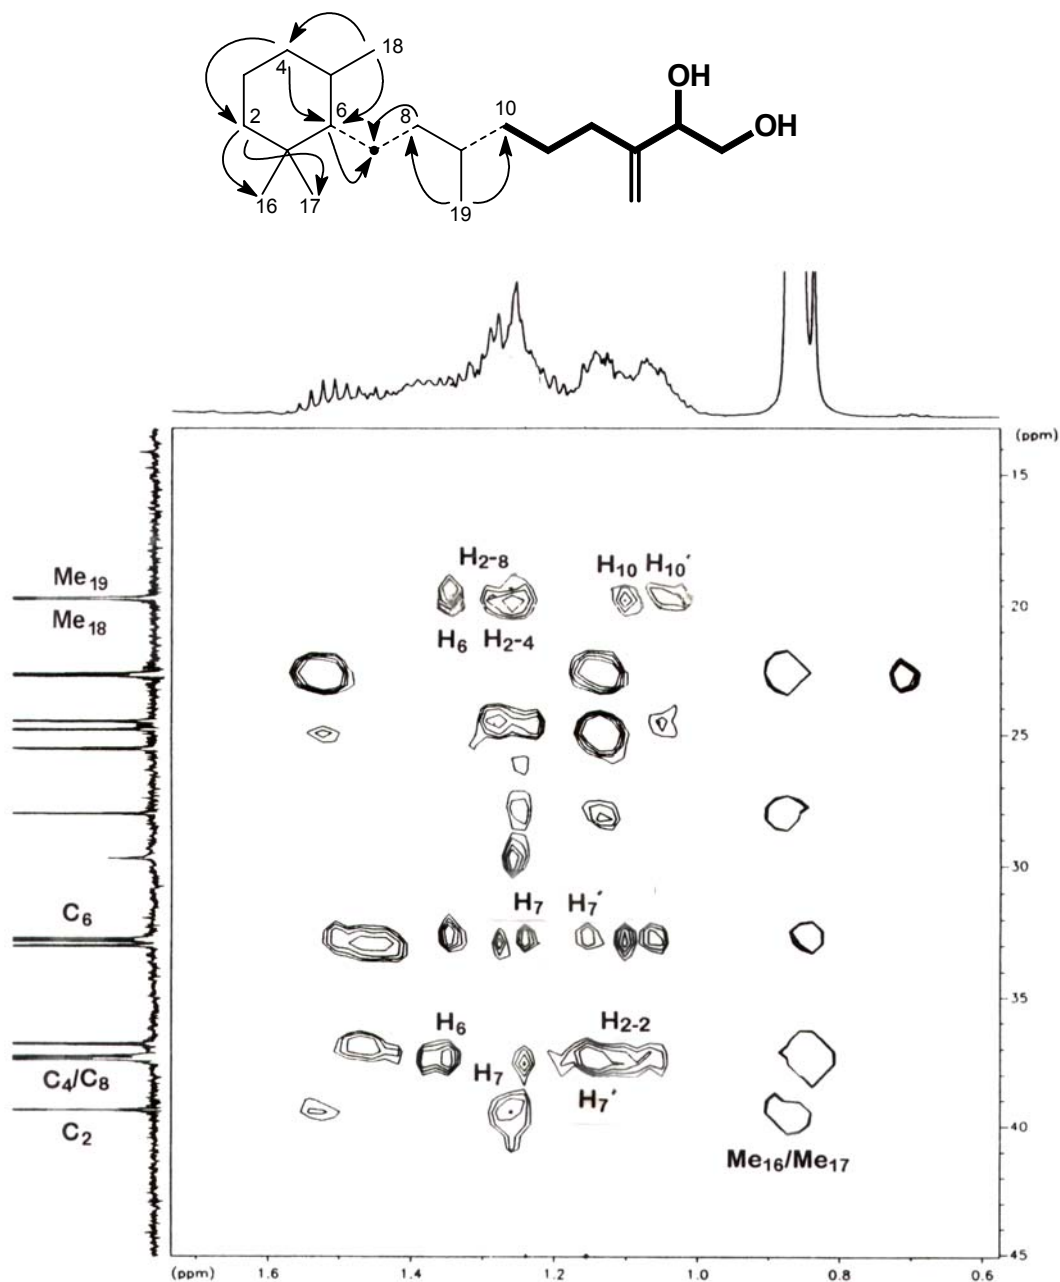 OH
18
4
OH
6
8
10
2
16
17
19
(ppm)
15
H₂-8
H₁₀ H₁₀′
Me₁₉
20
Me₁₈
H₆ H₂-4
25
30
C₆
H₇ H₇′
35
H₆
H₂-2
H₇
C₄/C₈
H₇′
40
C₂
Me₁₆/Me₁₇
45
(ppm) 1.6 1.4 1.2 1.0 0.8 0.6